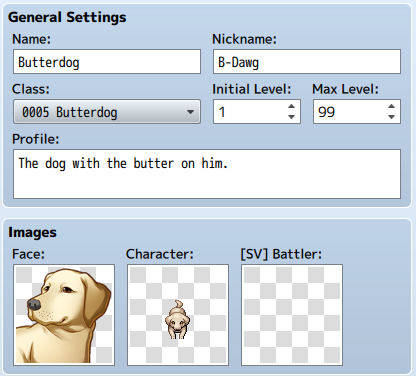 General Settings
Name: Nickname:
Butterdog B-Dawg
Class: Initial Level: Max Level:
0005 Butterdog 1 99
Profile:
The dog with the butter on him.
Images
Face: Character: [SV] Battler: